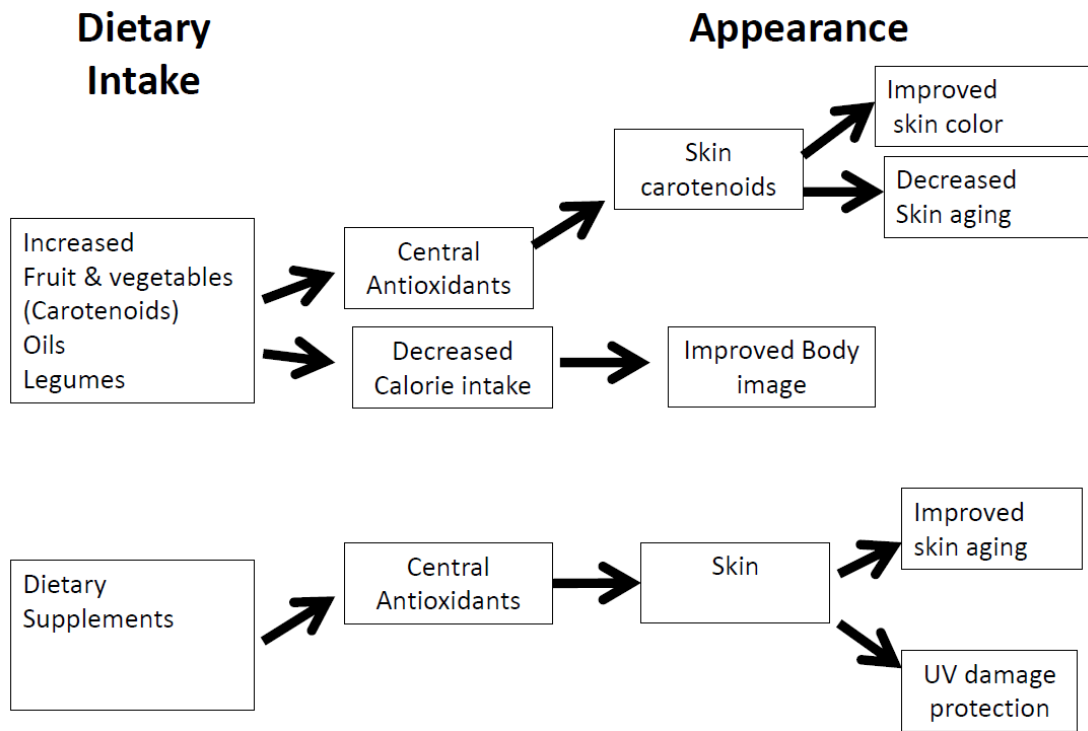 Dietary
Intake
Appearance
Improved
skin color
Skin
carotenoids
Decreased
Skin aging
Increased
Fruit & vegetables
(Carotenoids)
Oils
Legumes
Central
Antioxidants
Decreased
Calorie intake
Improved Body
image
Dietary
Supplements
Central
Antioxidants
Skin
Improved
skin aging
UV damage
protection